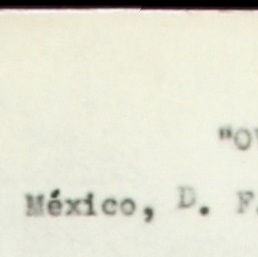 "O
México, D. F.